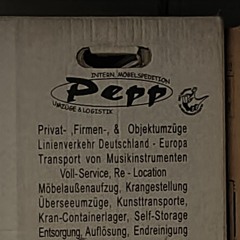 INTERN. MÖBELSPEDITION
Pepp
UMZÜGE & LOGISTIK
Privat- ,Firmen-, & Objektumzüge
Linienverkehr Deutschland - Europa
Transport von Musikinstrumenten
Voll-Service, Re - Location
Möbelaußenaufzug, Krangestellung
Überseeumzüge, Kunsttransporte,
Kran-Containerlager, Self-Storage
Entsorgung, Auflösung, Endreinigung